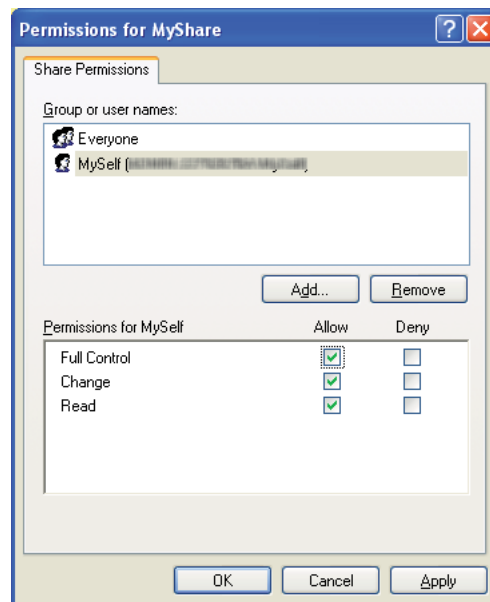 Permissions for MyShare
Share Permissions
Group or user names:
Everyone
MySelf (
Add... Remove
Permissions for MySelf Allow Deny
Full Control
Change
Read
OK Cancel Apply